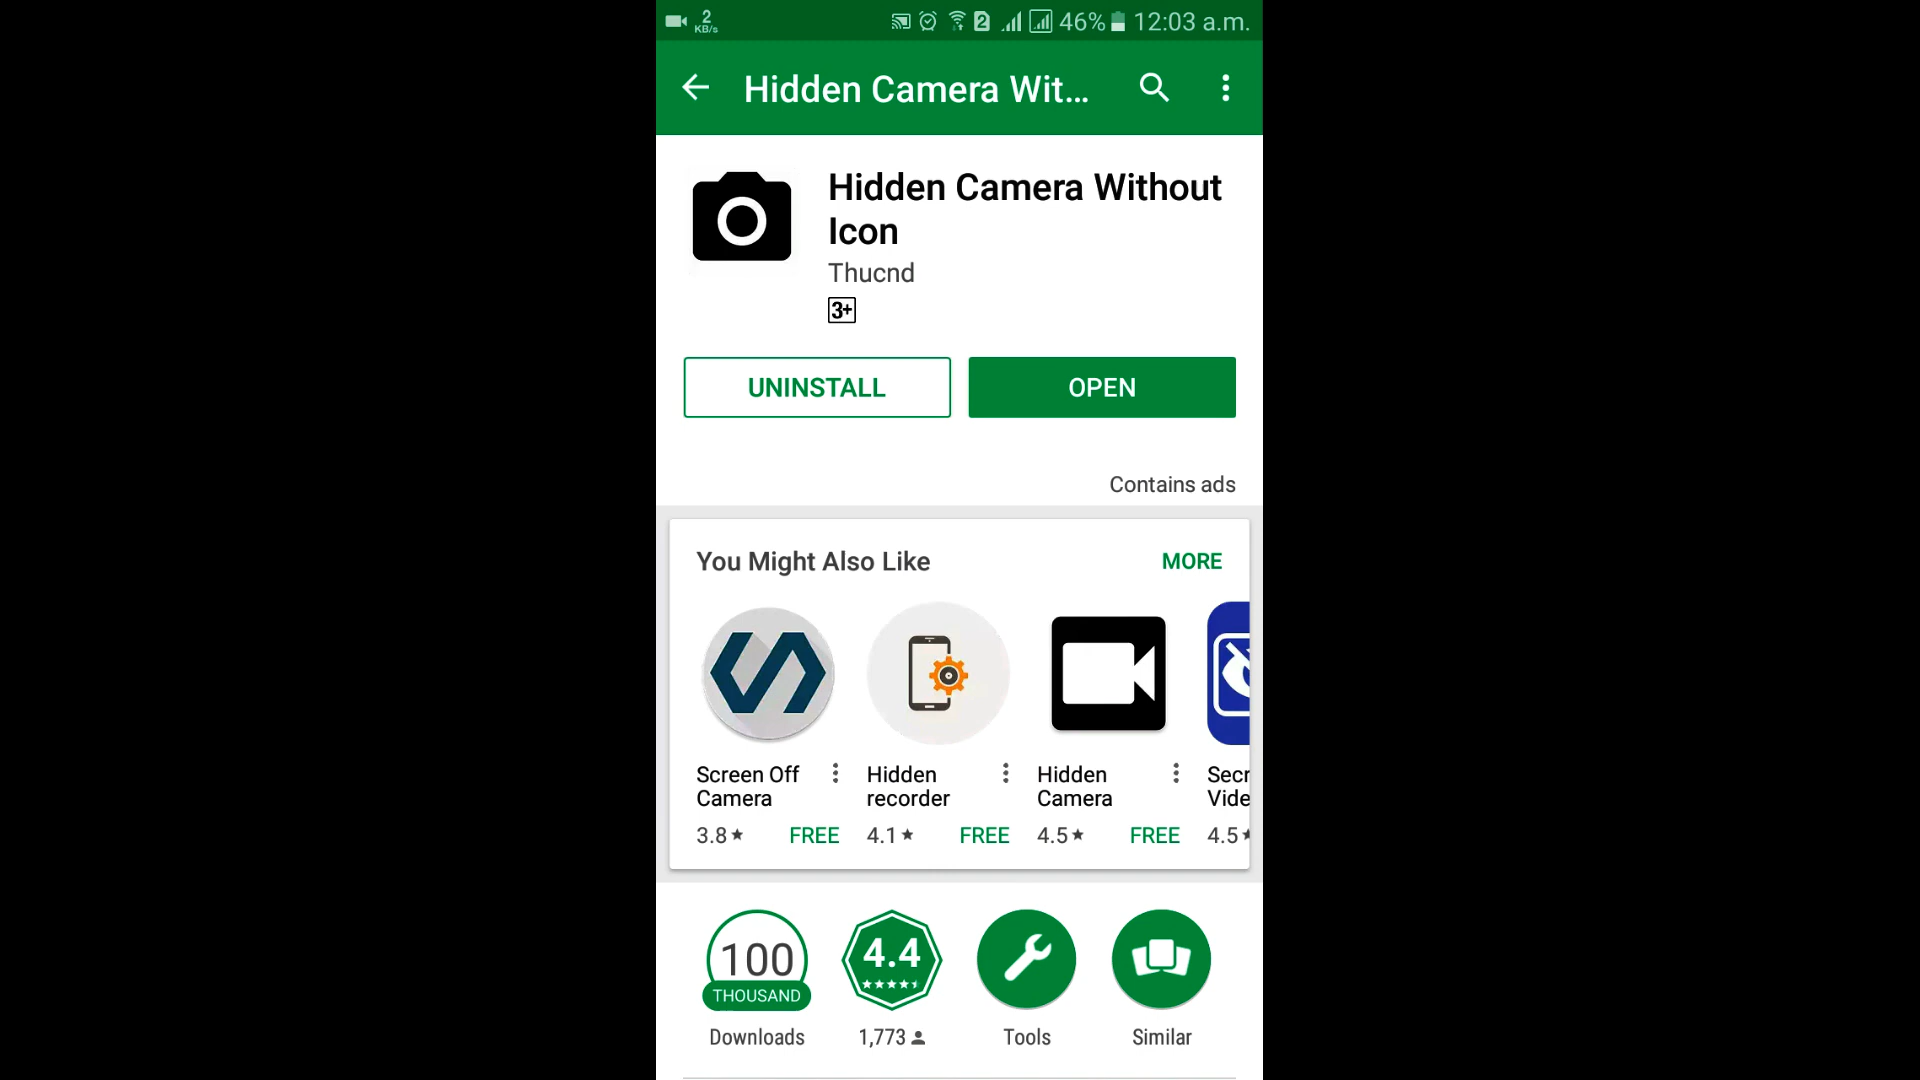 2
KB/s
2
46%
12:03 a.m.
Hidden Camera Wit...
Hidden Camera Without
Icon
Thucnd
3+
UNINSTALL
OPEN
Contains ads
You Might Also Like
MORE
Screen Off
Camera
3.8
FREE
Hidden
recorder
4.1
FREE
Hidden
Camera
4.5
FREE
Secr
Vide
4.5
100
THOUSAND
Downloads
4.4
1,773
Tools
Similar